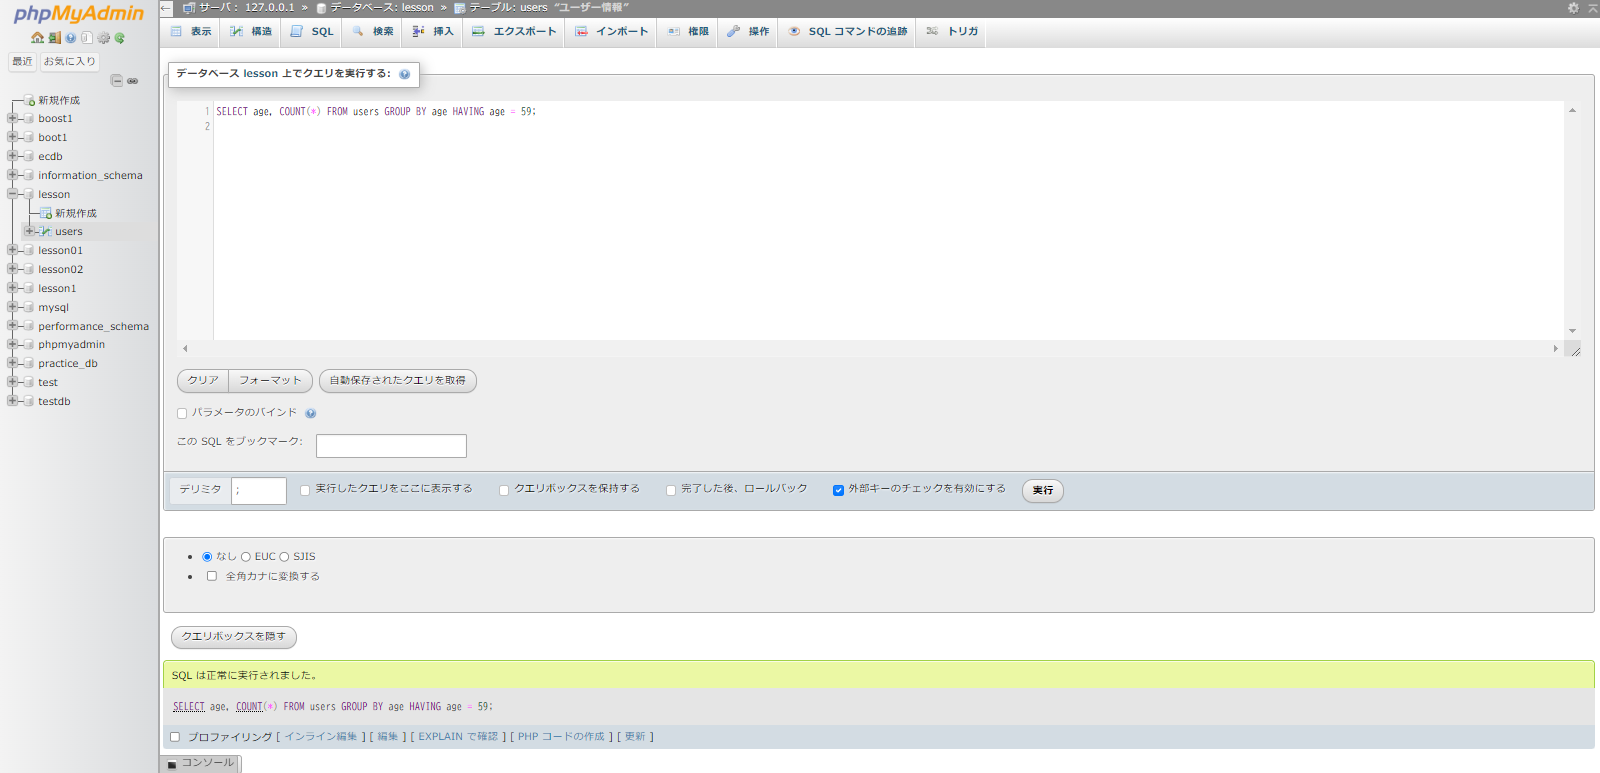 phpMyAdmin
最近 お気に入り
新規作成
boost1
boot1
ecdb
information_schema
lesson
新規作成
users
lesson01
lesson02
lesson1
mysql
performance_schema
phpmyadmin
practice_db
test
testdb
サーバ: 127.0.0.1 » データベース: lesson » テーブル: users "ユーザー情報"
表示 構造 SQL 検索 挿入 エクスポート インポート 権限 操作 SQL コマンドの追跡 トリガ
データベース lesson 上でクエリを実行する:
1 SELECT age, COUNT(*) FROM users GROUP BY age HAVING age = 59;
2
クリア フォーマット 自動保存されたクエリを取得
パラメータのバインド
この SQL をブックマーク:
デリミタ ; 実行したクエリをここに表示する クエリボックスを保持する 完了した後、ロールバック 外部キーのチェックを有効にする 実行
なし EUC SJIS
全角カナに変換する
クエリボックスを隠す
SQL は正常に実行されました。
SELECT age, COUNT(*) FROM users GROUP BY age HAVING age = 59;
プロファイリング [ インライン編集 ] [ 編集 ] [ EXPLAIN で確認 ] [ PHP コードの作成 ] [ 更新 ]
コンソール